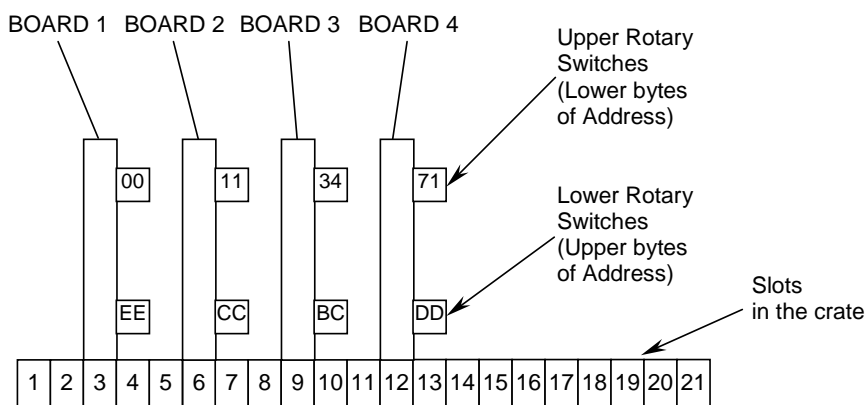 BOARD 1 BOARD 2 BOARD 3 BOARD 4
Upper Rotary
Switches
(Lower bytes
of Address)
00 11 34 71
Lower Rotary
Switches
(Upper bytes
of Address)
EE CC BC DD
Slots
in the crate
1 2 3 4 5 6 7 8 9 10 11 12 13 14 15 16 17 18 19 20 21